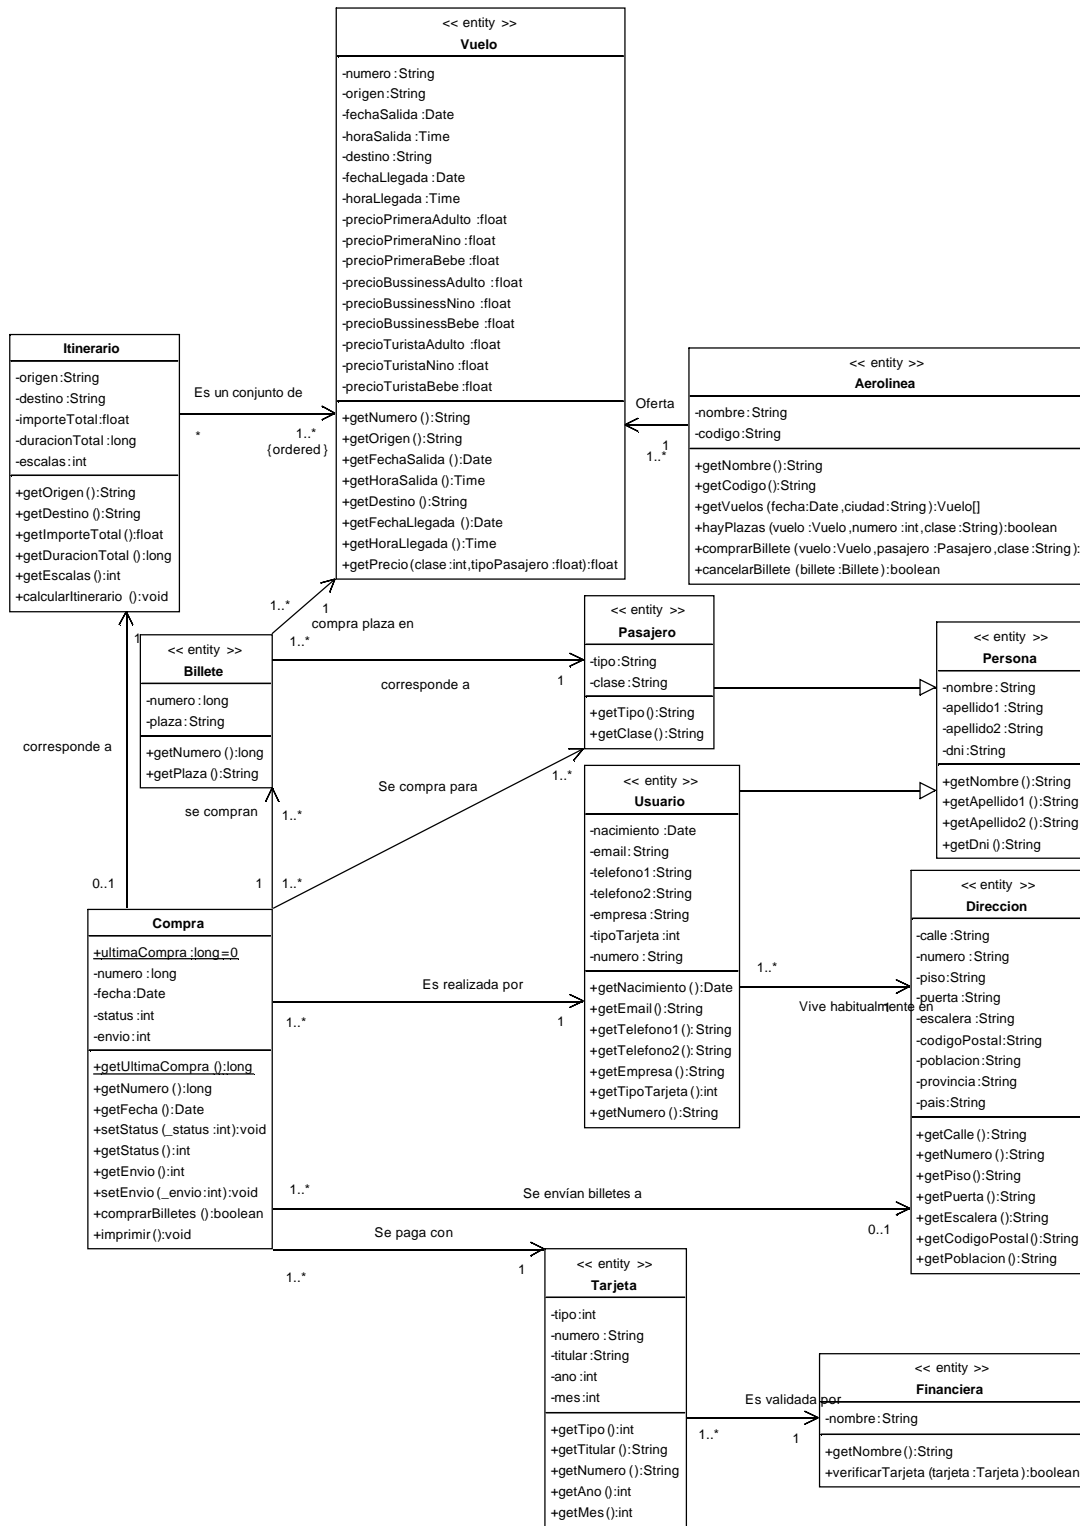 << entity >>
Vuelo
-numero :String
-origen:String
-fechaSalida :Date
-horaSalida :Time
-destino :String
-fechaLlegada :Date
-horaLlegada :Time
-precioPrimeraAdulto :float
-precioPrimeraNino :float
-precioPrimeraBebe :float
-precioBussinessAdulto :float
-precioBussinessNino :float
-precioBussinessBebe :float
-precioTuristaAdulto :float
-precioTuristaNino :float
-precioTuristaBebe :float
+getNumero ():String
+getOrigen ():String
+getFechaSalida ():Date
+getHoraSalida ():Time
+getDestino ():String
+getFechaLlegada ():Date
+getHoraLlegada ():Time
+getPrecio (clase :int,tipoPasajero :float):float
Itinerario
-origen:String
-destino :String
-importeTotal:float
-duracionTotal :long
-escalas:int
+getOrigen ():String
+getDestino ():String
+getImporteTotal ():float
+getDuracionTotal ():long
+getEscalas ():int
+calcularItinerario ():void
Es un conjunto de
*
1..*
{ordered }
<< entity >>
Aerolinea
-nombre :String
-codigo:String
+getNombre ():String
+getCodigo ():String
+getVuelos (fecha:Date ,ciudad :String ):Vuelo[]
+hayPlazas (vuelo :Vuelo ,numero :int,clase:String):boolean
+comprarBillete (vuelo:Vuelo ,pasajero :Pasajero ,clase:String ):
+cancelarBillete (billete :Billete ):boolean
Oferta
1
1..*
1..*
1
compra plaza en
<< entity >>
Billete
-numero :long
-plaza:String
+getNumero ():long
+getPlaza ():String
1..*
corresponde a
1
<< entity >>
Pasajero
-tipo:String
-clase:String
+getTipo():String
+getClase ():String
<< entity >>
Persona
-nombre :String
-apellido1 :String
-apellido2 :String
-dni :String
+getNombre ():String
+getApellido1 ():String
+getApellido2 ():String
+getDni ():String
1
corresponde a
0..1
se compran
1..*
1
Se compra para
1..*
1..*
<< entity >>
Usuario
-nacimiento :Date
-email:String
-telefono1:String
-telefono2:String
-empresa :String
-tipoTarjeta :int
-numero :String
+getNacimiento ():Date
+getEmail ():String
+getTelefono1 ():String
+getTelefono2 ():String
+getEmpresa ():String
+getTipoTarjeta ():int
+getNumero ():String
<< entity >>
Direccion
-calle :String
-numero :String
-piso:String
-puerta :String
-escalera :String
-codigoPostal:String
-poblacion:String
-provincia :String
-pais:String
+getCalle ():String
+getNumero ():String
+getPiso():String
+getPuerta ():String
+getEscalera ():String
+getCodigoPostal():String
+getPoblacion ():String
1..*
Vive habitualmente en
Compra
+ultimaCompra :long=0
-numero :long
-fecha:Date
-status :int
-envio:int
+getUltimaCompra ():long
+getNumero ():long
+getFecha ():Date
+setStatus (_status :int):void
+getStatus ():int
+getEnvio ():int
+setEnvio (_envio:int):void
+comprarBilletes ():boolean
+imprimir():void
Es realizada por
1..*
1
Se envían billetes a
1..*
0..1
Se paga con
1..*
1
<< entity >>
Tarjeta
-tipo:int
-numero :String
-titular :String
-ano :int
-mes:int
+getTipo ():int
+getTitular ():String
+getNumero ():String
+getAno ():int
+getMes():int
Es validada por
1..*
1
<< entity >>
Financiera
-nombre:String
+getNombre ():String
+verificarTarjeta (tarjeta :Tarjeta ):boolean